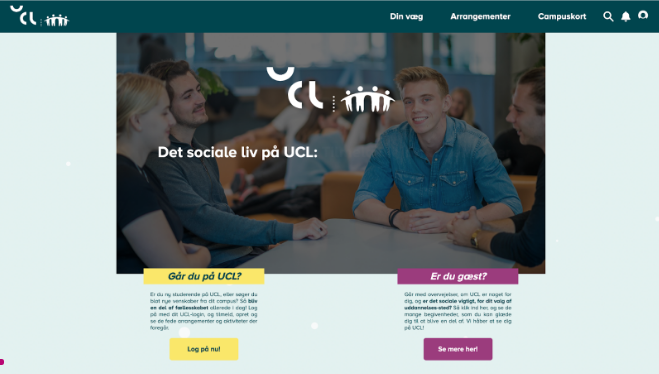 UCL
Din væg
Arrangementer
Campuskort
UCL
Det sociale liv på UCL:
Går du på UCL?
Er du ny studerende på UCL, eller søger du
blot nye venskaber fra dit campus? Så bliv
en del af fællesskabet allerede i dag! Log
på med dit UCL-login, og tilmeld, opret og
se de fede arrangementer og aktiviteter der
foregår.
Log på nu!
Er du gæst?
Går med overvejelser, om UCL er noget for
dig, og er det sociale vigtigt, for dit valg af
uddannelses-sted? Så klik ind her, og se de
mange begivenheder, som du kan glæde
dig til at blive en del af. Vi håber at se dig
på UCL!
Se mere her!